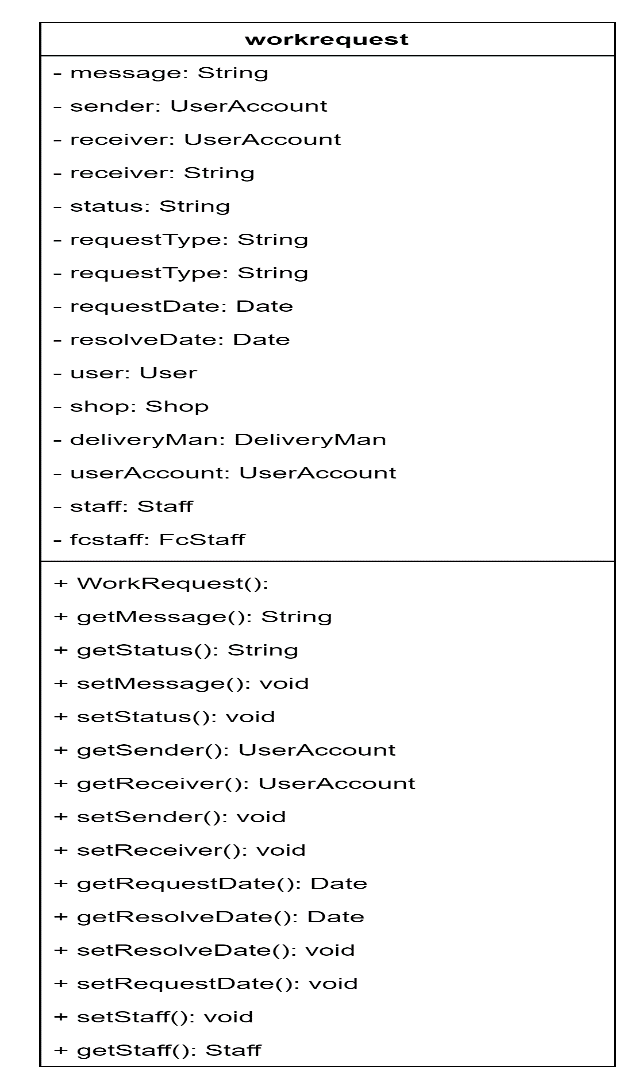 workrequest
- message: String
- sender: UserAccount
- receiver: UserAccount
- receiver: String
- status: String
- requestType: String
- requestType: String
- requestDate: Date
- resolveDate: Date
- user: User
- shop: Shop
- deliveryMan: DeliveryMan
- userAccount: UserAccount
- staff: Staff
- fcstaff: FcStaff
+ WorkRequest():
+ getMessage(): String
+ getStatus(): String
+ setMessage(): void
+ setStatus(): void
+ getSender(): UserAccount
+ getReceiver(): UserAccount
+ setSender(): void
+ setReceiver(): void
+ getRequestDate(): Date
+ getResolveDate(): Date
+ setResolveDate(): void
+ setRequestDate(): void
+ setStaff(): void
+ getStaff(): Staff